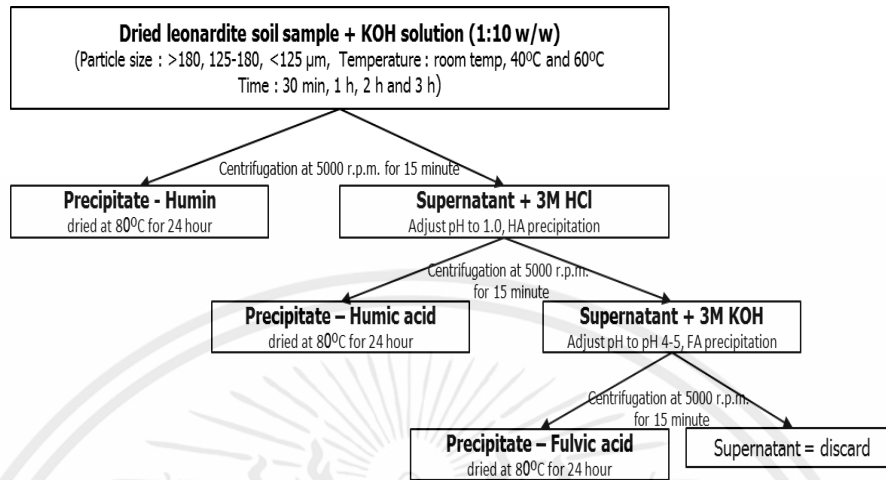 Dried leonardite soil sample + KOH solution (1:10 w/w)
(Particle size : >180, 125-180, <125 μm, Temperature : room temp, 40⁰C and 60⁰C
Time : 30 min, 1 h, 2 h and 3 h)
Centrifugation at 5000 r.p.m. for 15 minute
Precipitate - Humin
dried at 80⁰C for 24 hour
Supernatant + 3M HCl
Adjust pH to 1.0, HA precipitation
Centrifugation at 5000 r.p.m.
for 15 minute
Precipitate – Humic acid
dried at 80⁰C for 24 hour
Supernatant + 3M KOH
Adjust pH to pH 4-5, FA precipitation
Centrifugation at 5000 r.p.m.
for 15 minute
Precipitate – Fulvic acid
dried at 80⁰C for 24 hour
Supernatant = discard